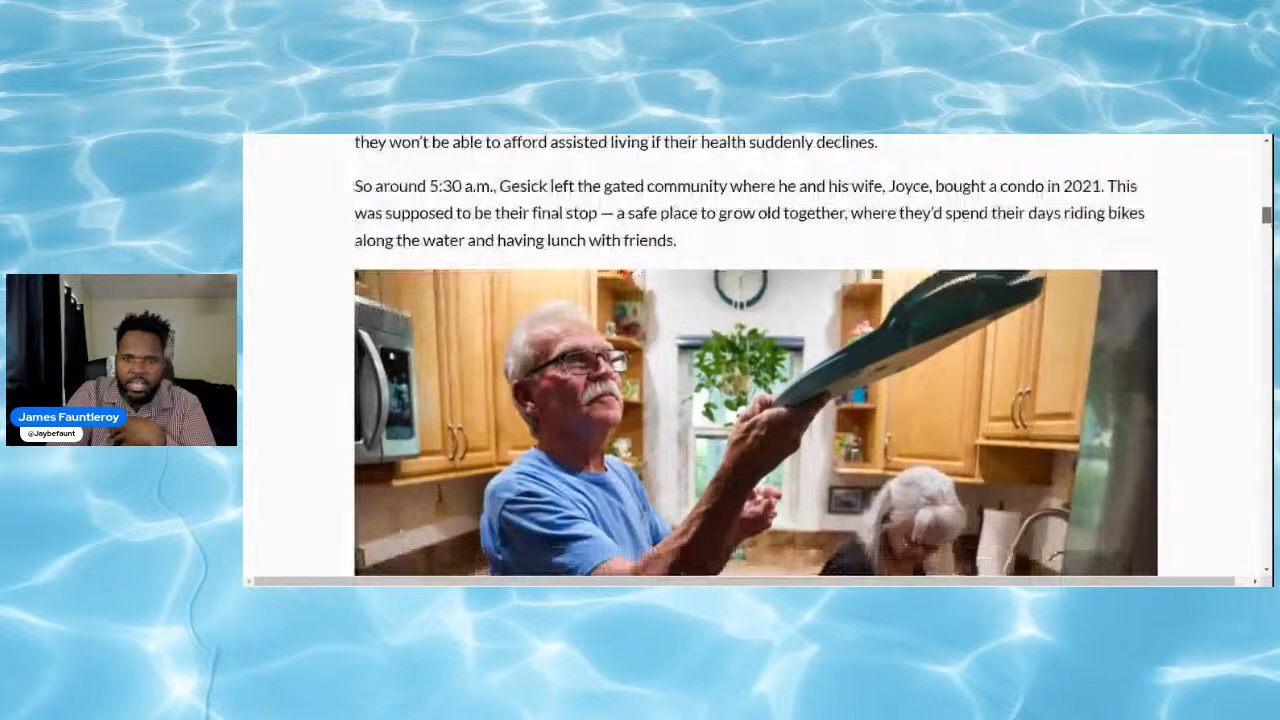 they won't be able to afford assisted living if their health suddenly declines.
So around 5:30 a.m., Gesick left the gated community where he and his wife, Joyce, bought a condo in 2021. This
was supposed to be their final stop — a safe place to grow old together, where they'd spend their days riding bikes
along the water and having lunch with friends.
James Fauntleroy
@Jaybefaunt